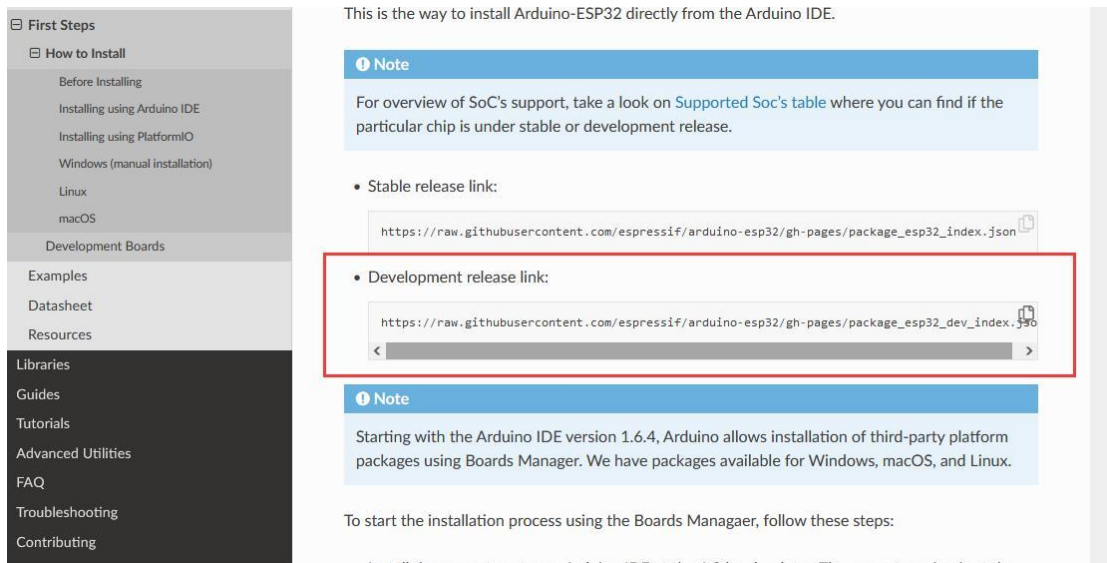 First Steps
How to Install
Before Installing
Installing using Arduino IDE
Installing using PlatformIO
Windows (manual installation)
Linux
macOS
Development Boards
Examples
Datasheet
Resources
Libraries
Guides
Tutorials
Advanced Utilities
FAQ
Troubleshooting
Contributing
This is the way to install Arduino-ESP32 directly from the Arduino IDE.
Note
For overview of SoC's support, take a look on Supported Soc's table where you can find if the
particular chip is under stable or development release.
• Stable release link:
https://raw.githubusercontent.com/espressif/arduino-esp32/gh-pages/package_esp32_index.json
• Development release link:
https://raw.githubusercontent.com/espressif/arduino-esp32/gh-pages/package_esp32_dev_index.jso
Note
Starting with the Arduino IDE version 1.6.4, Arduino allows installation of third-party platform
packages using Boards Manager. We have packages available for Windows, macOS, and Linux.
To start the installation process using the Boards Managaer, follow these steps: